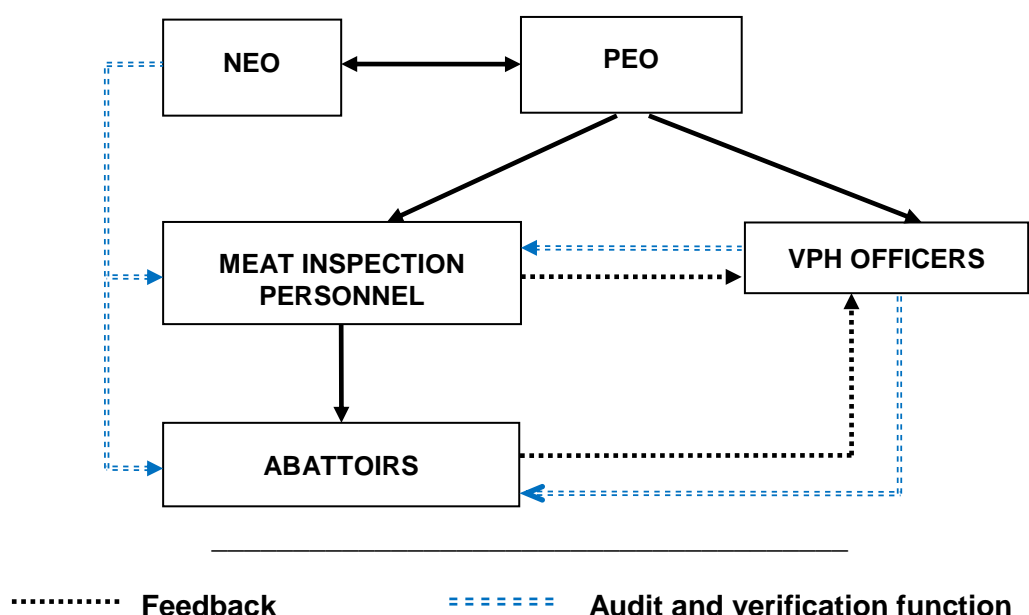 NEO
PEO
MEAT INSPECTION
PERSONNEL
VPH OFFICERS
ABATTOIRS
Feedback
Audit and verification function